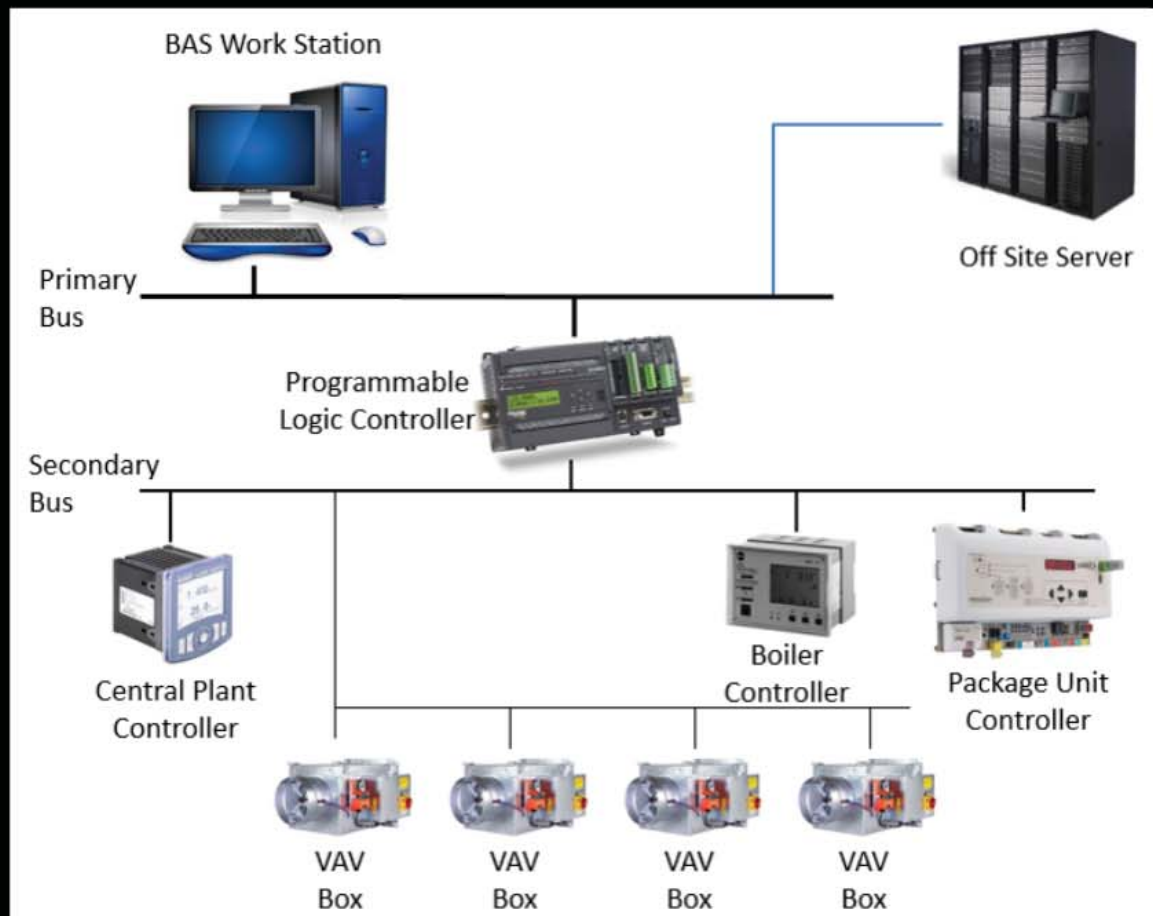 BAS Work Station
Off Site Server
Primary
Bus
Programmable
Logic Controller
Secondary
Bus
Central Plant
Controller
Boiler
Controller
Package Unit
Controller
VAV
Box
VAV
Box
VAV
Box
VAV
Box